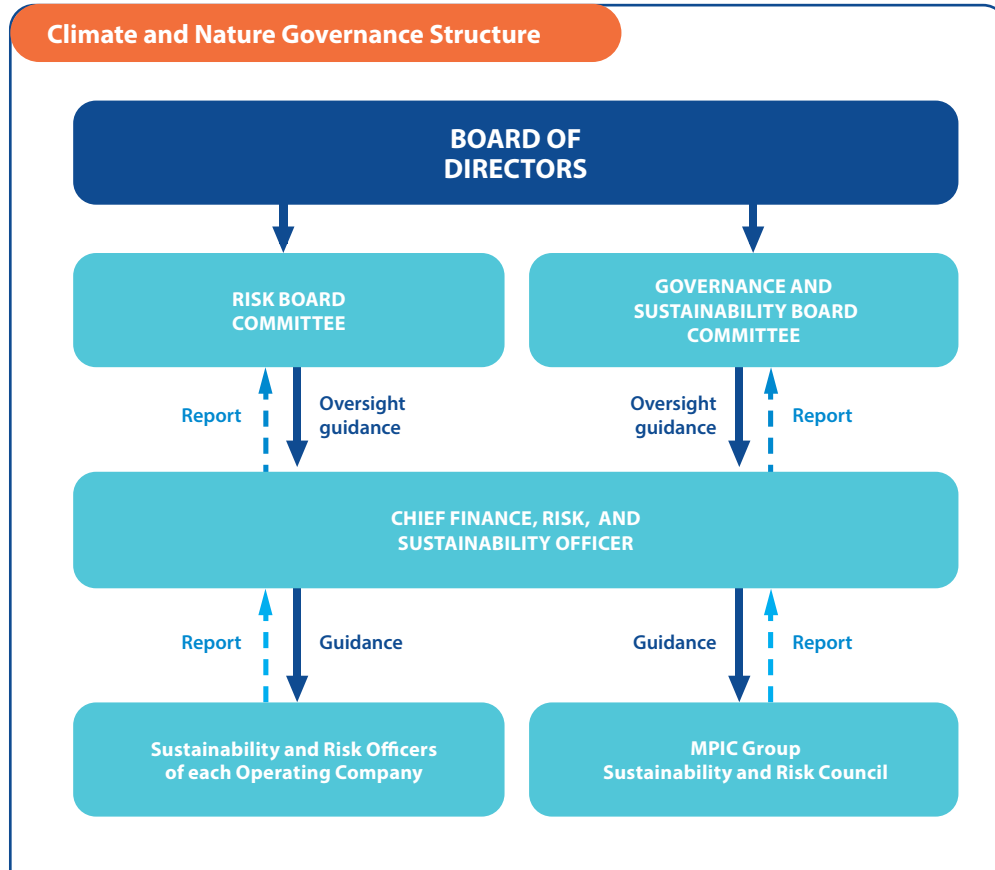 Climate and Nature Governance Structure
BOARD OF
DIRECTORS
RISK BOARD
COMMITTEE
GOVERNANCE AND
SUSTAINABILITY BOARD
COMMITTEE
Report
Oversight
guidance
Oversight
guidance
Report
CHIEF FINANCE, RISK, AND
SUSTAINABILITY OFFICER
Report
Guidance
Guidance
Report
Sustainability and Risk Officers
of each Operating Company
MPIC Group
Sustainability and Risk Council